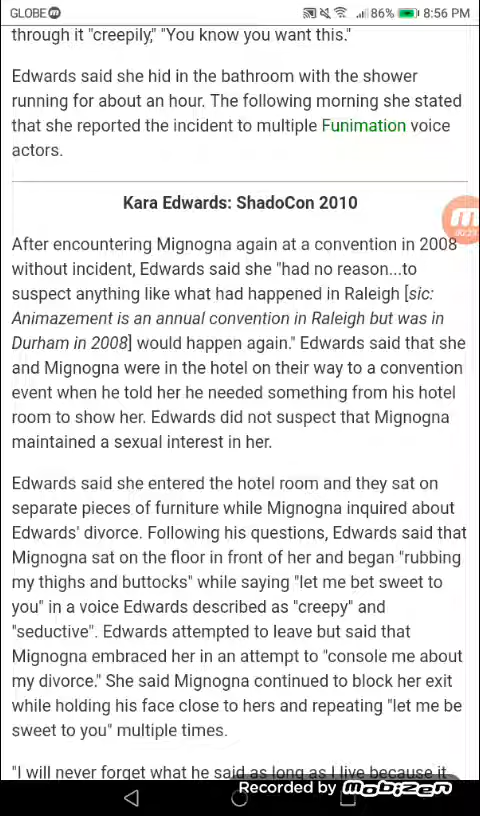 GLOBE 86% 8:56 PM
through it "creepily," "You know you want this."
Edwards said she hid in the bathroom with the shower
running for about an hour. The following morning she stated
that she reported the incident to multiple Funimation voice
actors.
Kara Edwards: ShadoCon 2010
After encountering Mignogna again at a convention in 2008
without incident, Edwards said she "had no reason...to
suspect anything like what had happened in Raleigh [sic:
Animazement is an annual convention in Raleigh but was in
Durham in 2008] would happen again." Edwards said that she
and Mignogna were in the hotel on their way to a convention
event when he told her he needed something from his hotel
room to show her. Edwards did not suspect that Mignogna
maintained a sexual interest in her.
Edwards said she entered the hotel room and they sat on
separate pieces of furniture while Mignogna inquired about
Edwards' divorce. Following his questions, Edwards said that
Mignogna sat on the floor in front of her and began "rubbing
my thighs and buttocks" while saying "let me bet sweet to
you" in a voice Edwards described as "creepy" and
"seductive". Edwards attempted to leave but said that
Mignogna embraced her in an attempt to "console me about
my divorce." She said Mignogna continued to block her exit
while holding his face close to hers and repeating "let me be
sweet to you" multiple times.
"I will never forget what he said as long as I live because it
Recorded by mobizen